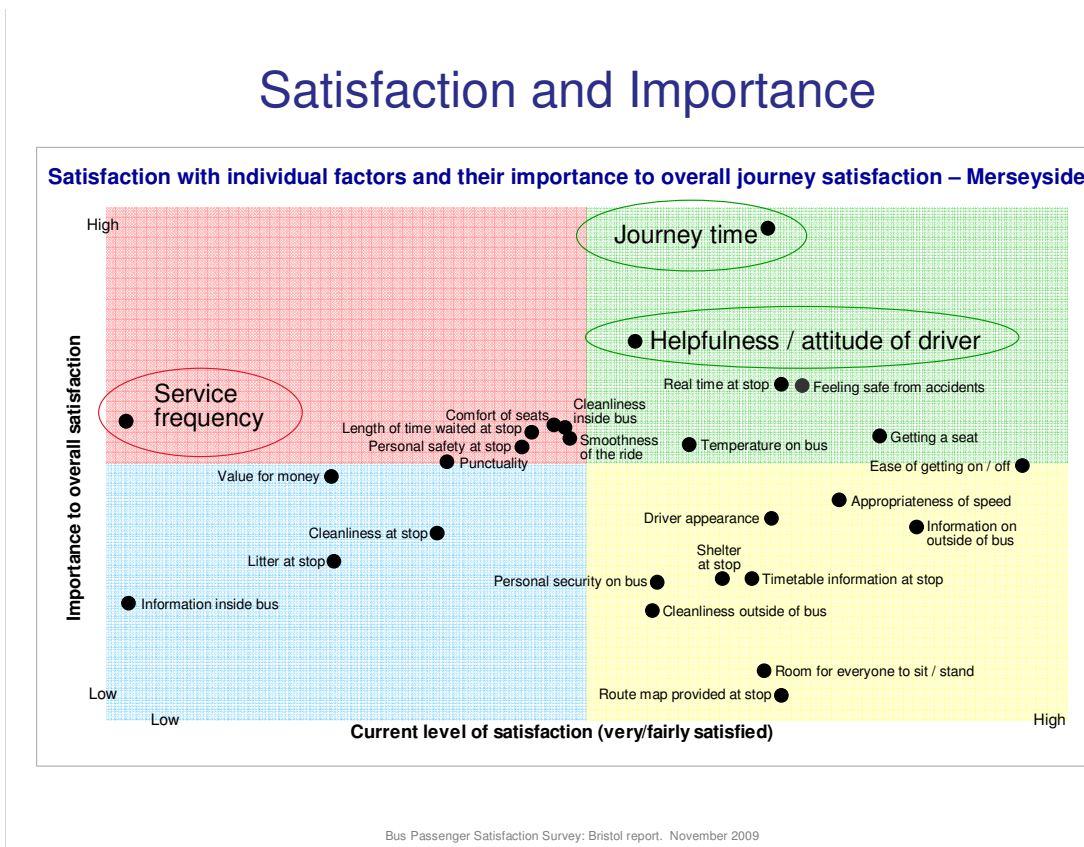 Satisfaction and Importance
Satisfaction with individual factors and their importance to overall journey satisfaction – Merseyside
High
Journey time
Helpfulness / attitude of driver
Real time at stop
Feeling safe from accidents
Service
frequency
Cleanliness
inside bus
Comfort of seats
Length of time waited at stop
Personal safety at stop
Smoothness
of the ride
Punctuality
Temperature on bus
Getting a seat
Ease of getting on / off
Value for money
Appropriateness of speed
Driver appearance
Information on
outside of bus
Cleanliness at stop
Litter at stop
Shelter
at stop
Personal security on bus
Timetable information at stop
Information inside bus
Cleanliness outside of bus
Room for everyone to sit / stand
Route map provided at stop
Importance to overall satisfaction
Low
Low
High
Current level of satisfaction (very/fairly satisfied)
Bus Passenger Satisfaction Survey: Bristol report. November 2009